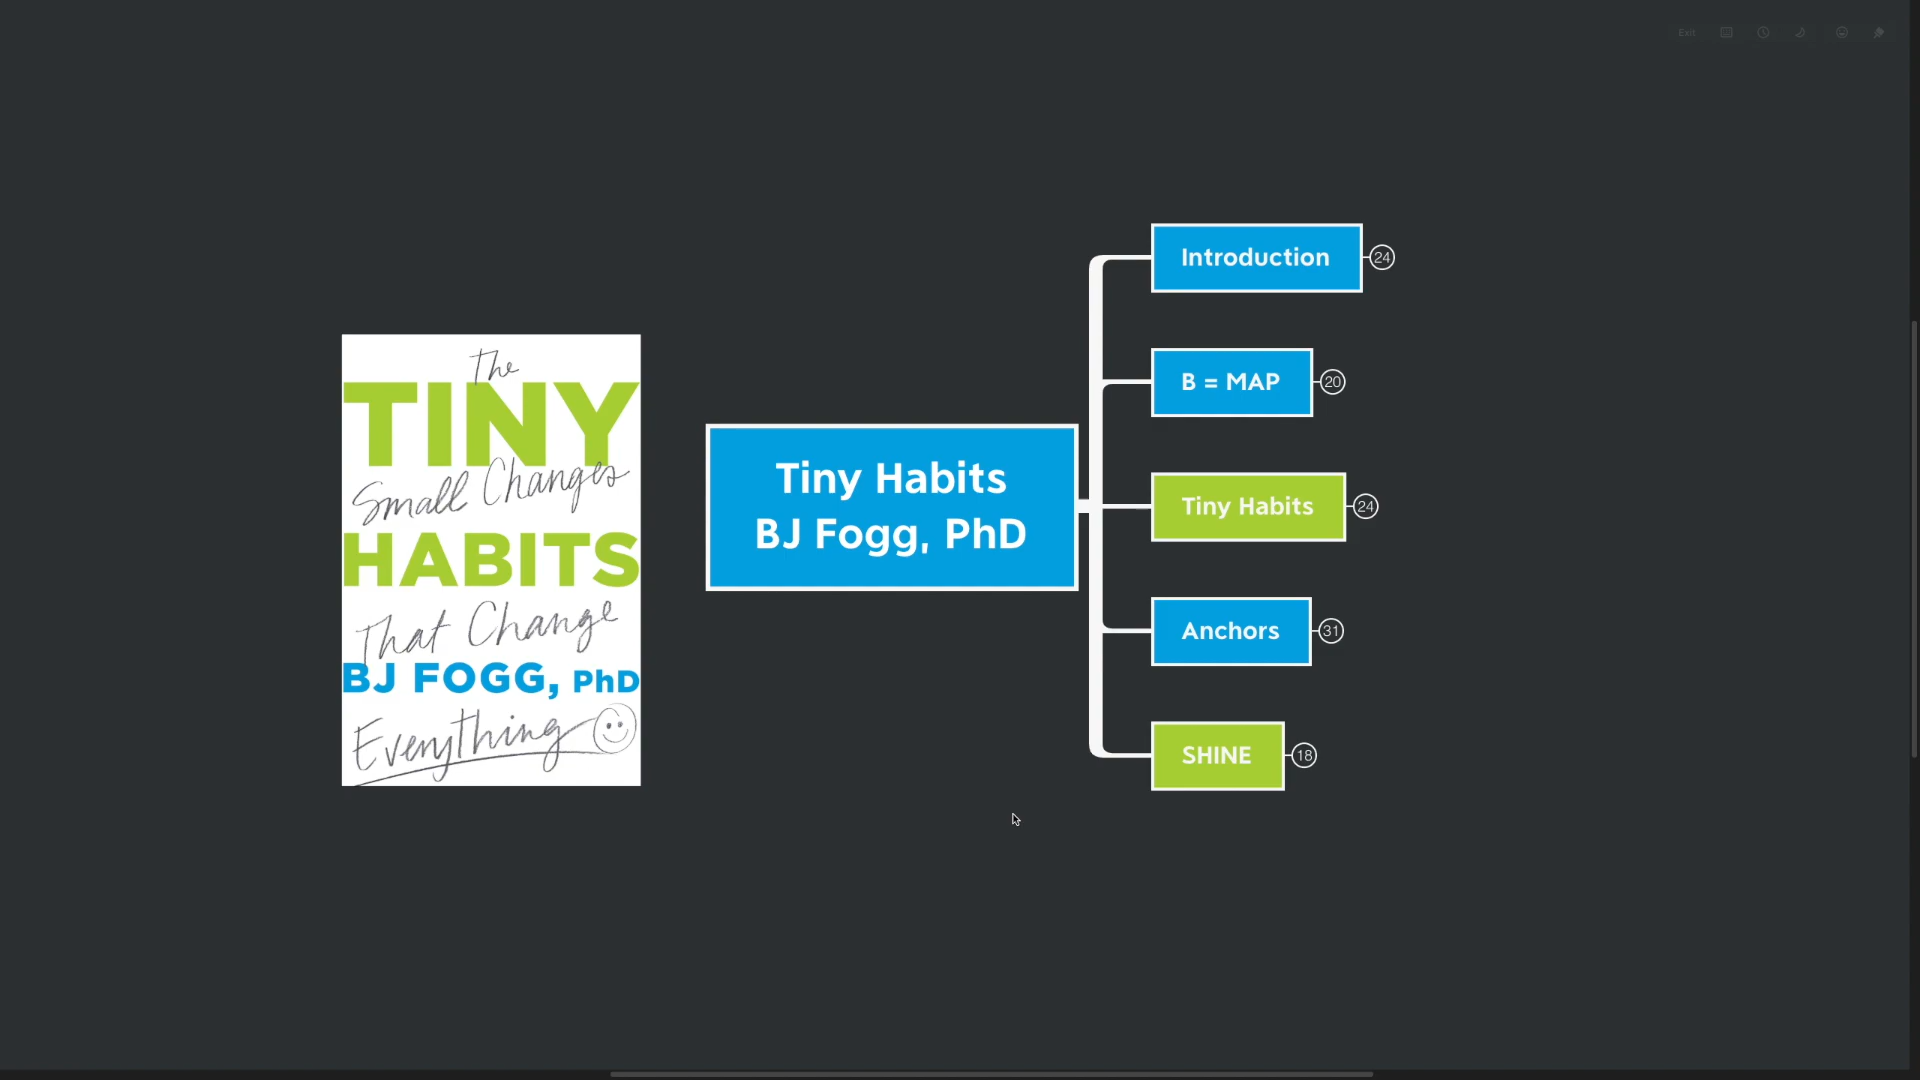 Exit
The
TINY
Small Changes
HABITS
That Change
BJ FOGG, PhD
Everything
Tiny Habits
BJ Fogg, PhD
Introduction
24
B = MAP
20
Tiny Habits
24
Anchors
31
SHINE
18